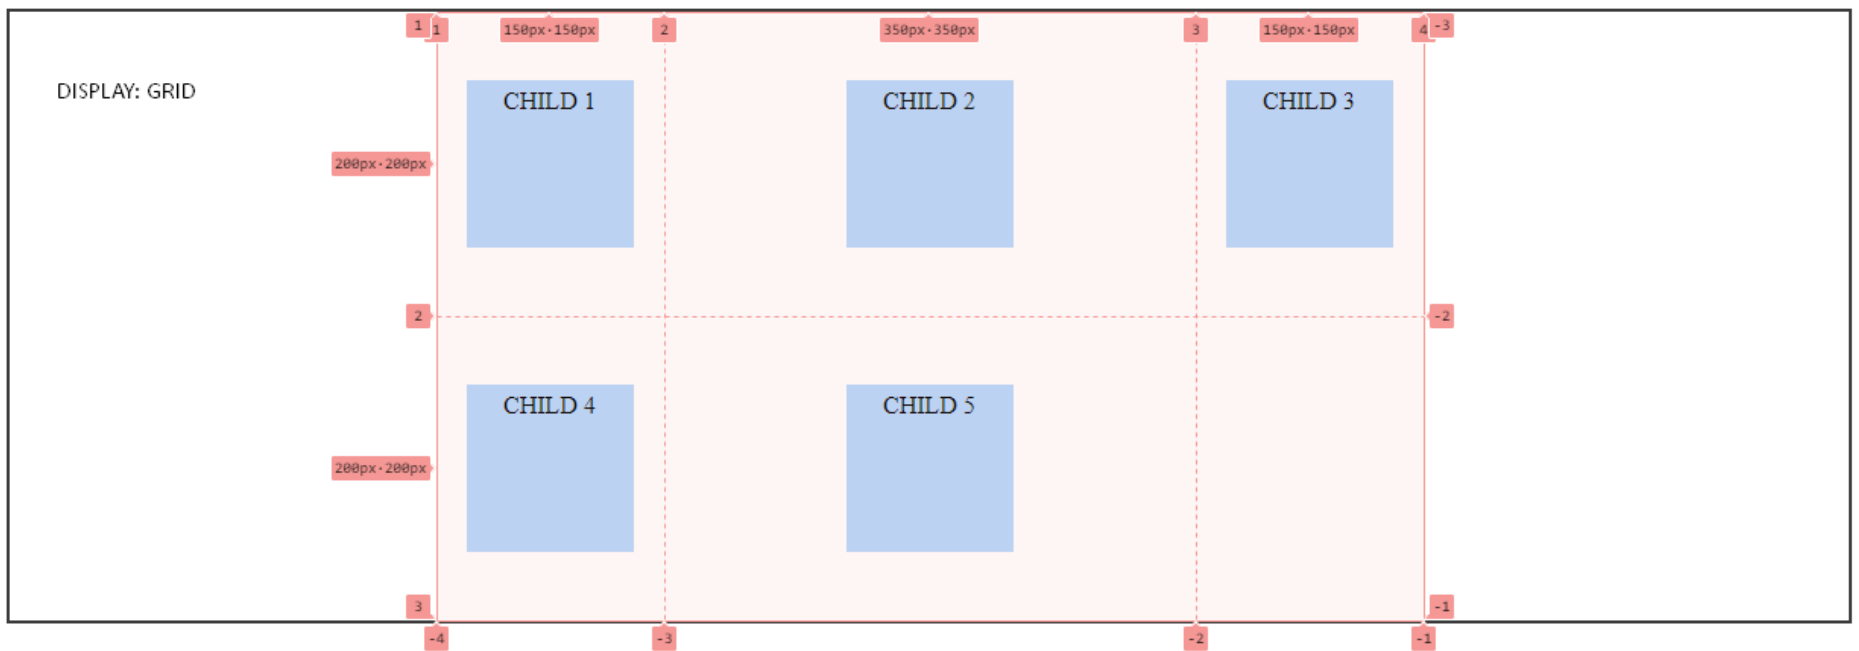 1 1 150px·150px 2 350px·350px 3 150px·150px 4 -3
DISPLAY: GRID
CHILD 1 CHILD 2 CHILD 3
200px·200px
2 -2
CHILD 4 CHILD 5
200px·200px
3 -1
-4 -3 -2 -1